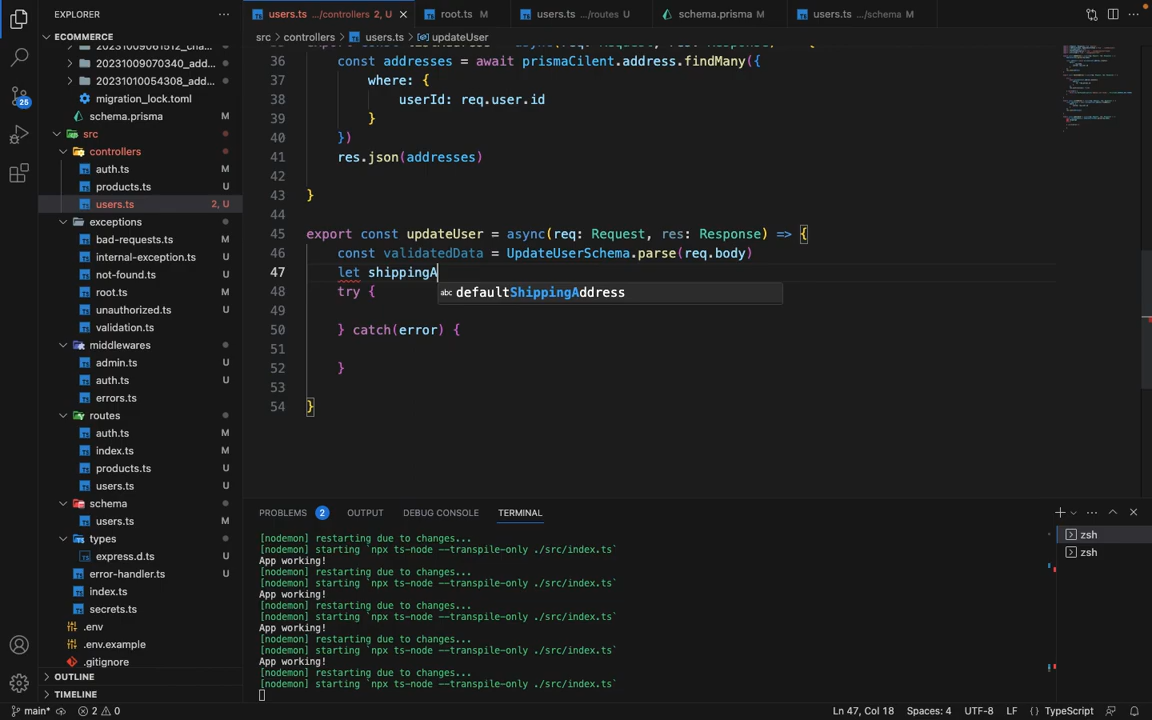 EXPLORER
users.ts .../controllers 2, U
root.ts M
users.ts .../routes U
schema.prisma M
users.ts .../schema M
src > controllers > users.ts > updateUser
ECOMMERCE
20231009070340_add...
20231010054308_add...
migration_lock.toml
schema.prisma M
src
controllers
auth.ts M
products.ts U
users.ts 2, U
exceptions
bad-requests.ts M
internal-exception.ts U
not-found.ts M
root.ts M
unauthorized.ts U
validation.ts U
middlewares
admin.ts U
auth.ts U
errors.ts M
routes
auth.ts M
index.ts M
products.ts U
users.ts U
schema
users.ts M
types
express.d.ts U
error-handler.ts U
index.ts M
secrets.ts M
.env
.env.example M
.gitignore M
OUTLINE
TIMELINE
36 const addresses = await prismaCilent.address.findMany({
37 where: {
38 userId: req.user.id
39 }
40 })
41 res.json(addresses)
42
43 }
44
45 export const updateUser = async(req: Request, res: Response) => {
46 const validatedData = UpdateUserSchema.parse(req.body)
47 let shippingA
abc defaultShippingAddress
48 try {
49
50 } catch(error) {
51
52 }
53
54 }
PROBLEMS 2 OUTPUT DEBUG CONSOLE TERMINAL
[nodemon] restarting due to changes...
[nodemon] starting `npx ts-node --transpile-only ./src/index.ts`
App working!
[nodemon] restarting due to changes...
[nodemon] starting `npx ts-node --transpile-only ./src/index.ts`
App working!
[nodemon] restarting due to changes...
[nodemon] starting `npx ts-node --transpile-only ./src/index.ts`
App working!
[nodemon] restarting due to changes...
[nodemon] starting `npx ts-node --transpile-only ./src/index.ts`
App working!
[nodemon] restarting due to changes...
[nodemon] starting `npx ts-node --transpile-only ./src/index.ts`
zsh
zsh
25
main* 2 0 Ln 47, Col 18 Spaces: 4 UTF-8 LF {} TypeScript